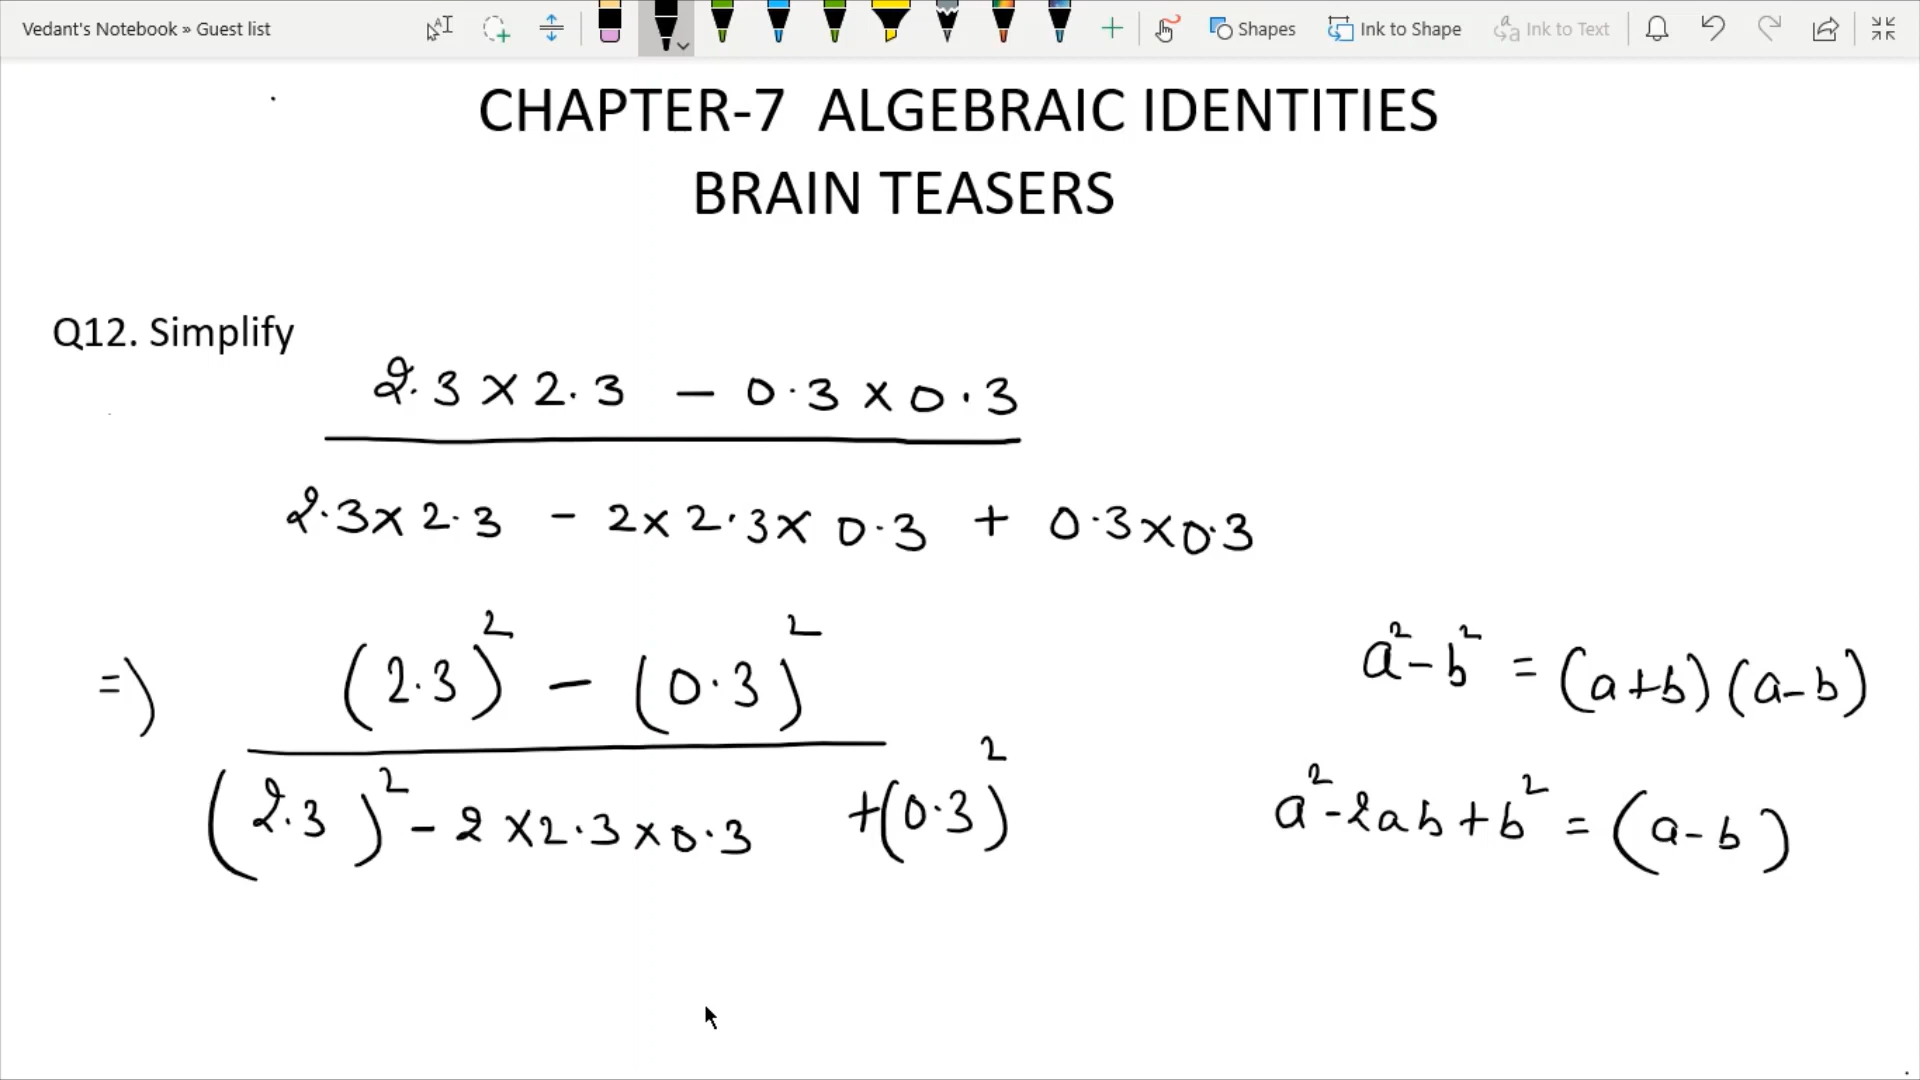 Vedant's Notebook » Guest list
Shapes
Ink to Shape
Ink to Text
CHAPTER-7 ALGEBRAIC IDENTITIES
BRAIN TEASERS
Q12. Simplify
2.3 × 2.3 − 0.3 × 0.3
2.3 × 2.3 - 2 × 2.3 × 0.3 + 0.3 × 0.3
=) (2.3)² − (0.3)²
(2.3)² - 2 × 2.3 × 0.3 + (0.3)²
a² - b² = (a+b)(a-b)
a² - 2ab + b² = (a-b)